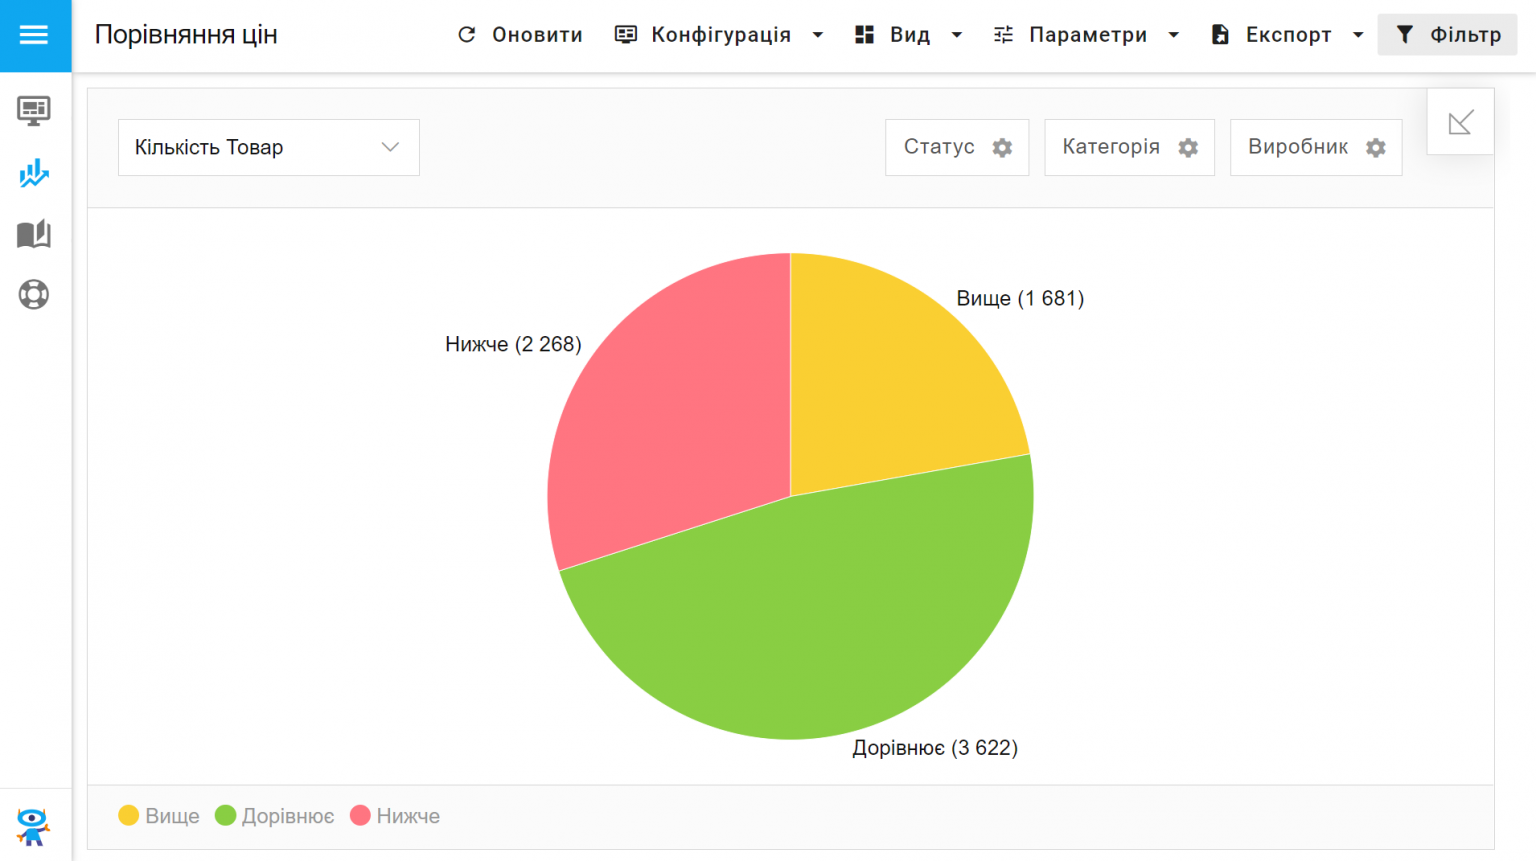 Порівняння цін
Оновити
Конфігурація
Вид
Параметри
Експорт
Фільтр
Кількість Товар
Статус
Категорія
Виробник
Вище (1 681)
Нижче (2 268)
Дорівнює (3 622)
Вище
Дорівнює
Нижче